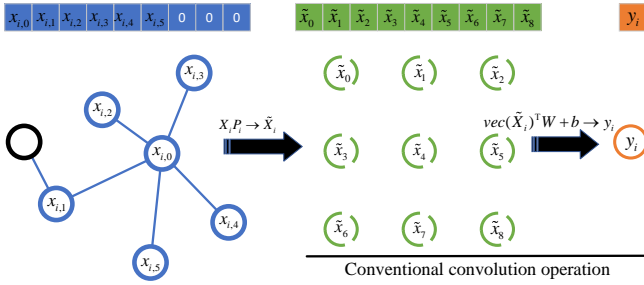 x_{i,0} x_{i,1} x_{i,2} x_{i,3} x_{i,4} x_{i,5} 0 0 0
x̃_0 x̃_1 x̃_2 x̃_3 x̃_4 x̃_5 x̃_6 x̃_7 x̃_8
y_i
x_{i,3}
x_{i,2}
x_{i,0}
x_{i,1}
x_{i,4}
x_{i,5}
X_i P_i → X̃_i
x̃_0 x̃_1 x̃_2
x̃_3 x̃_4 x̃_5
x̃_6 x̃_7 x̃_8
vec(X̃_i)^T W + b → y_i
y_i
Conventional convolution operation